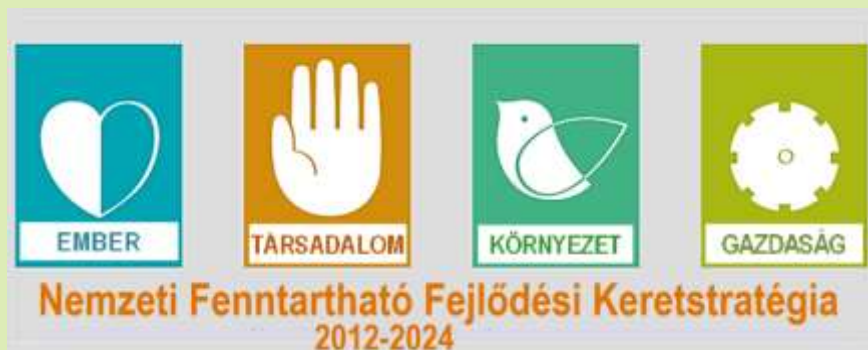 EMBER
TÁRSADALOM
KÖRNYEZET
GAZDASÁG
Nemzeti Fenntartható Fejlődési Keretstratégia
2012-2024